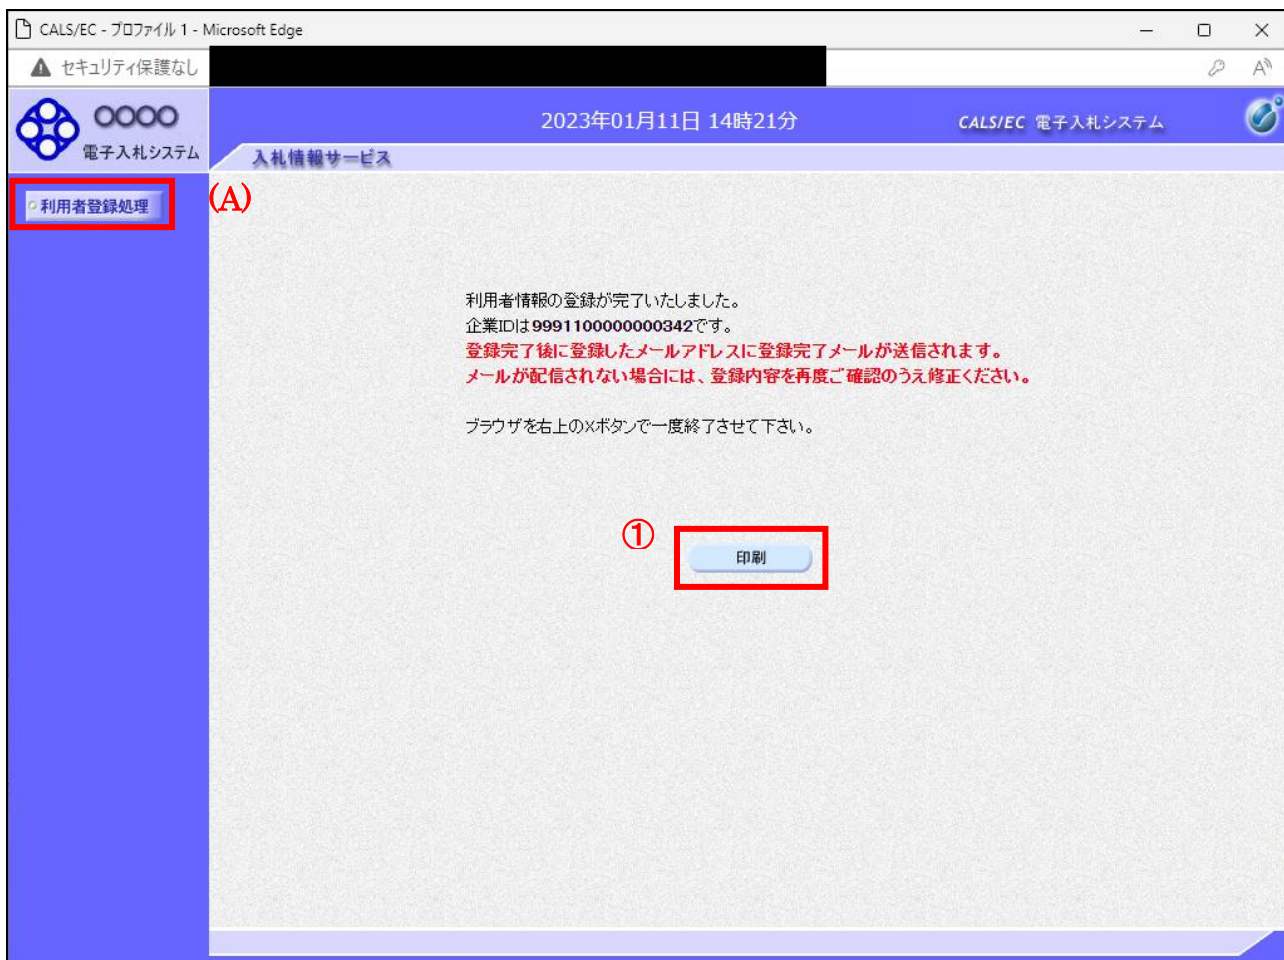 CALS/EC - プロファイル 1 - Microsoft Edge
セキュリティ保護なし
OOOO
電子入札システム
2023年01月11日 14時21分
CALS/EC 電子入札システム
入札情報サービス
利用者登録処理
(A)
利用者情報の登録が完了いたしました。
企業IDは9991100000000342です。
登録完了後に登録したメールアドレスに登録完了メールが送信されます。
メールが配信されない場合には、登録内容を再度ご確認のうえ修正ください。
ブラウザを右上の×ボタンで一度終了させて下さい。
①
印刷